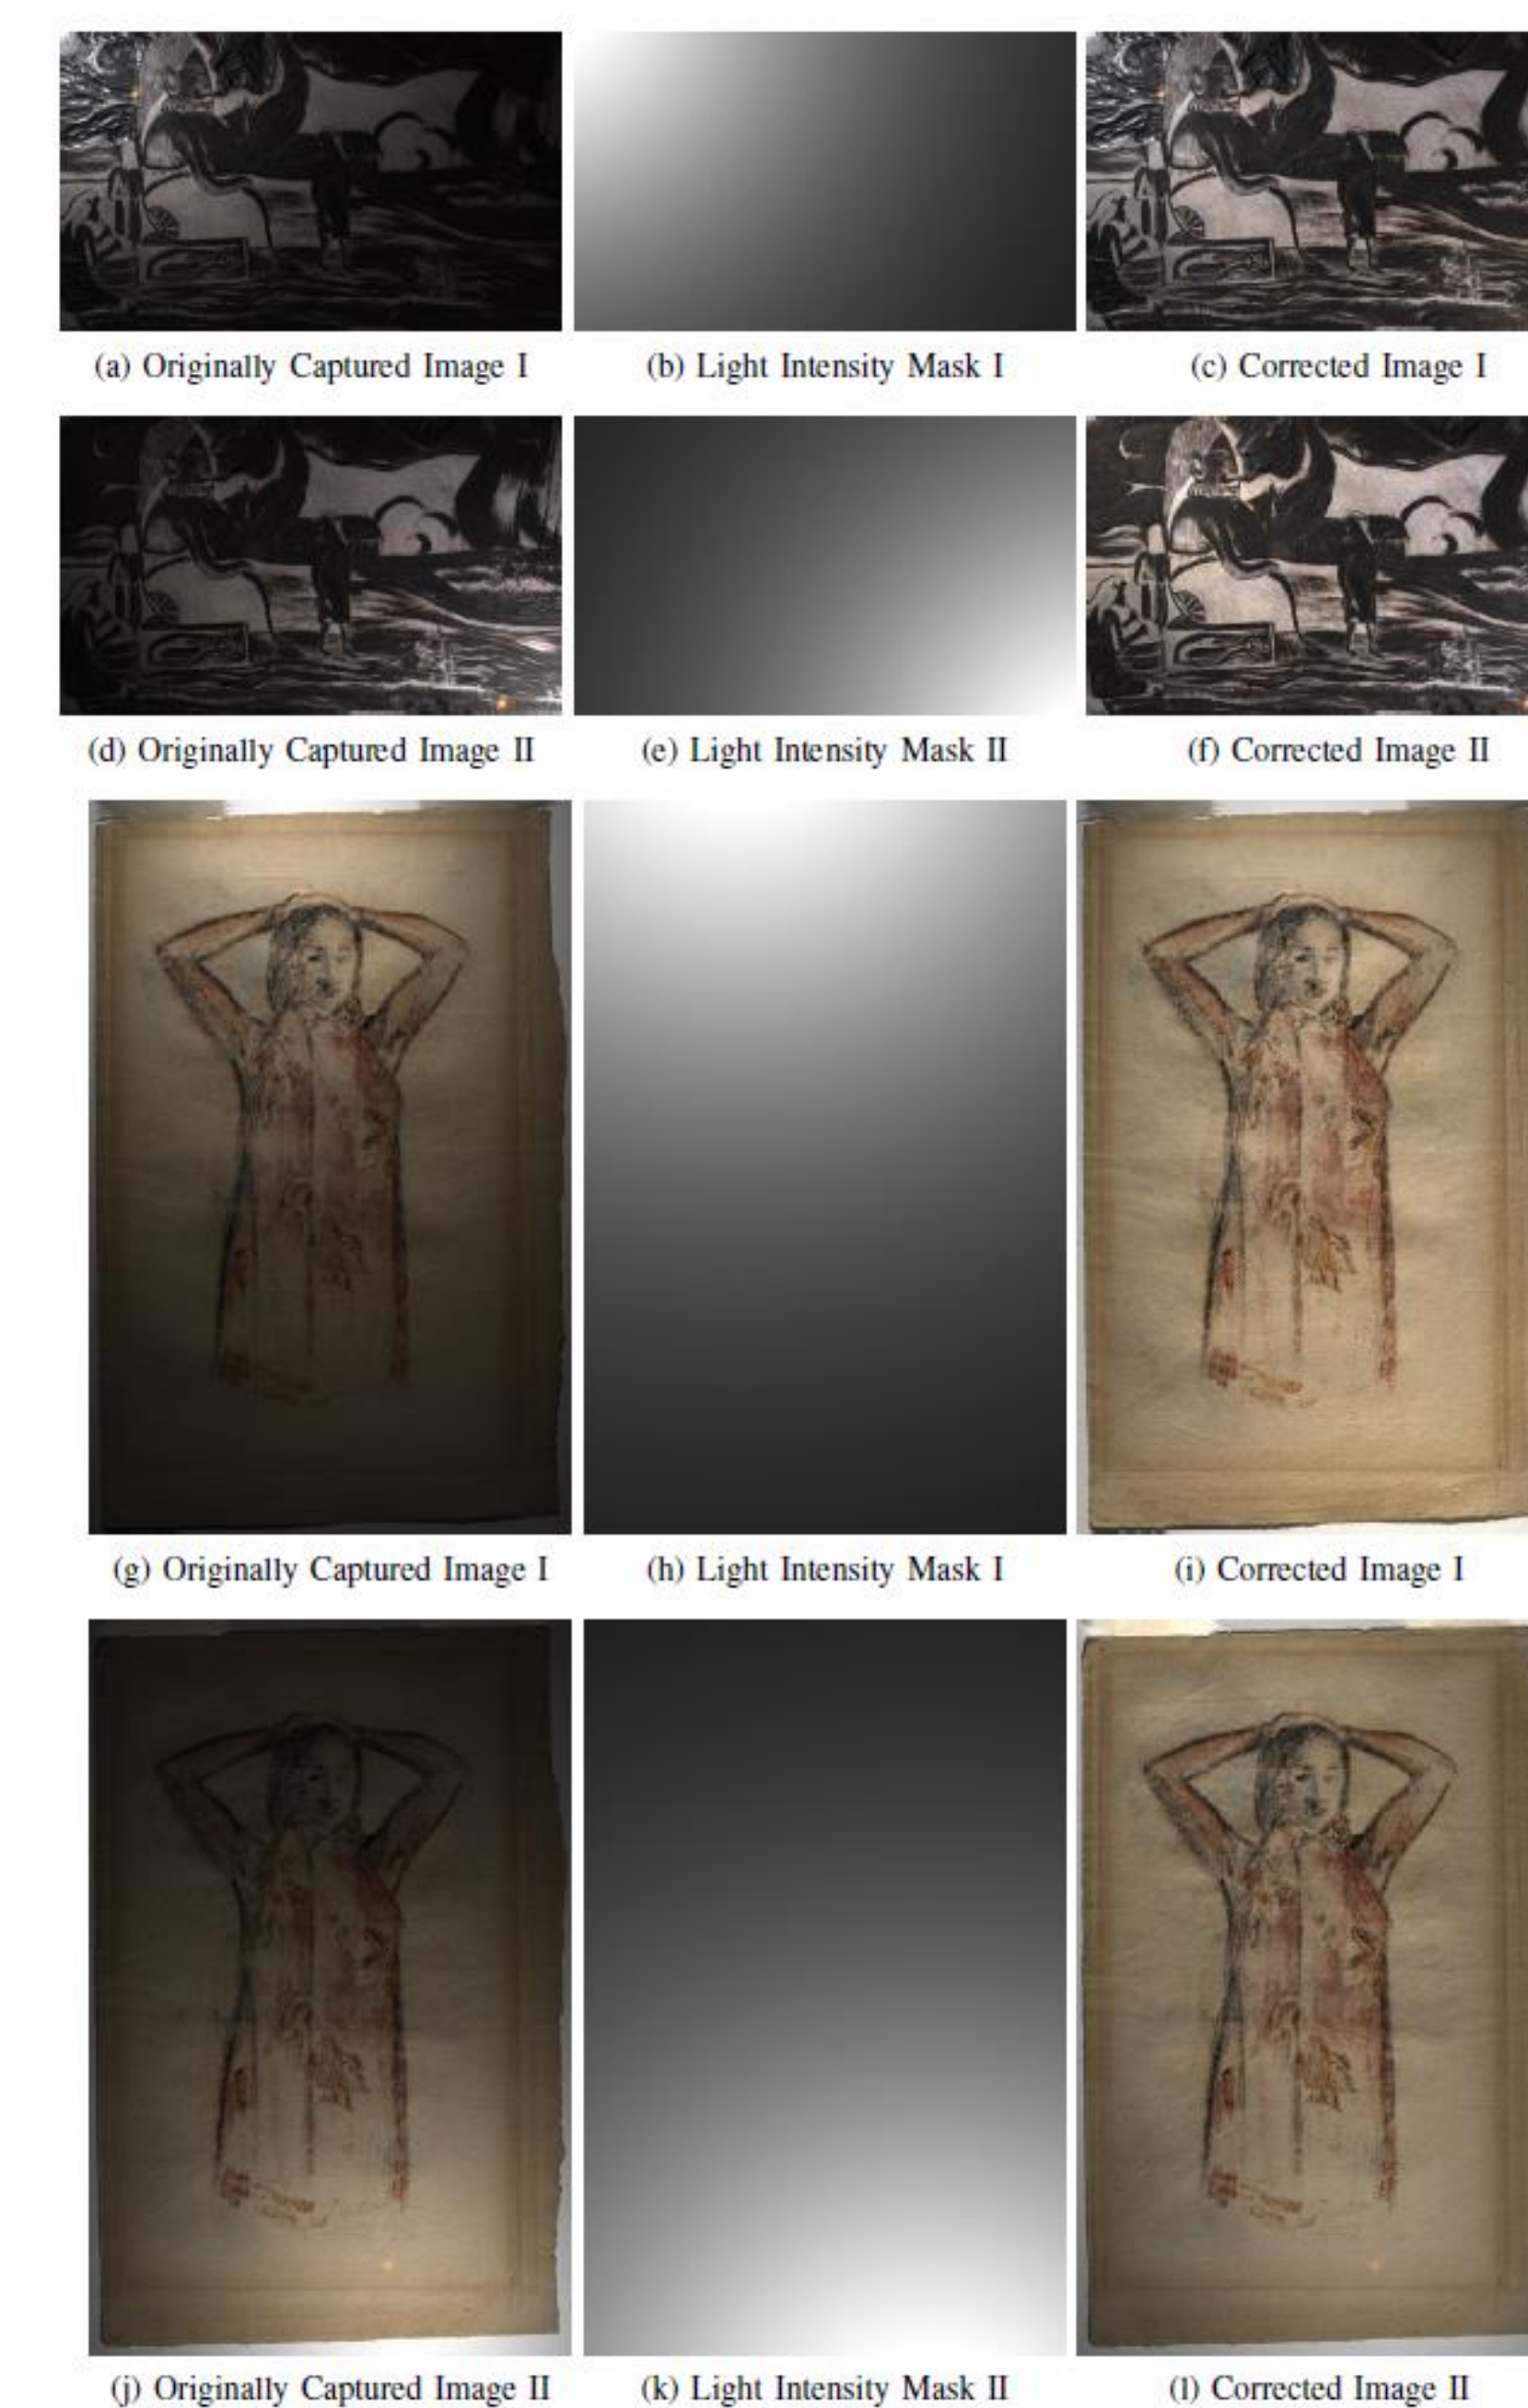 (a) Originally Captured Image I
(b) Light Intensity Mask I
(c) Corrected Image I
(d) Originally Captured Image II
(e) Light Intensity Mask II
(f) Corrected Image II
(g) Originally Captured Image I
(h) Light Intensity Mask I
(i) Corrected Image I
(j) Originally Captured Image II
(k) Light Intensity Mask II
(l) Corrected Image II